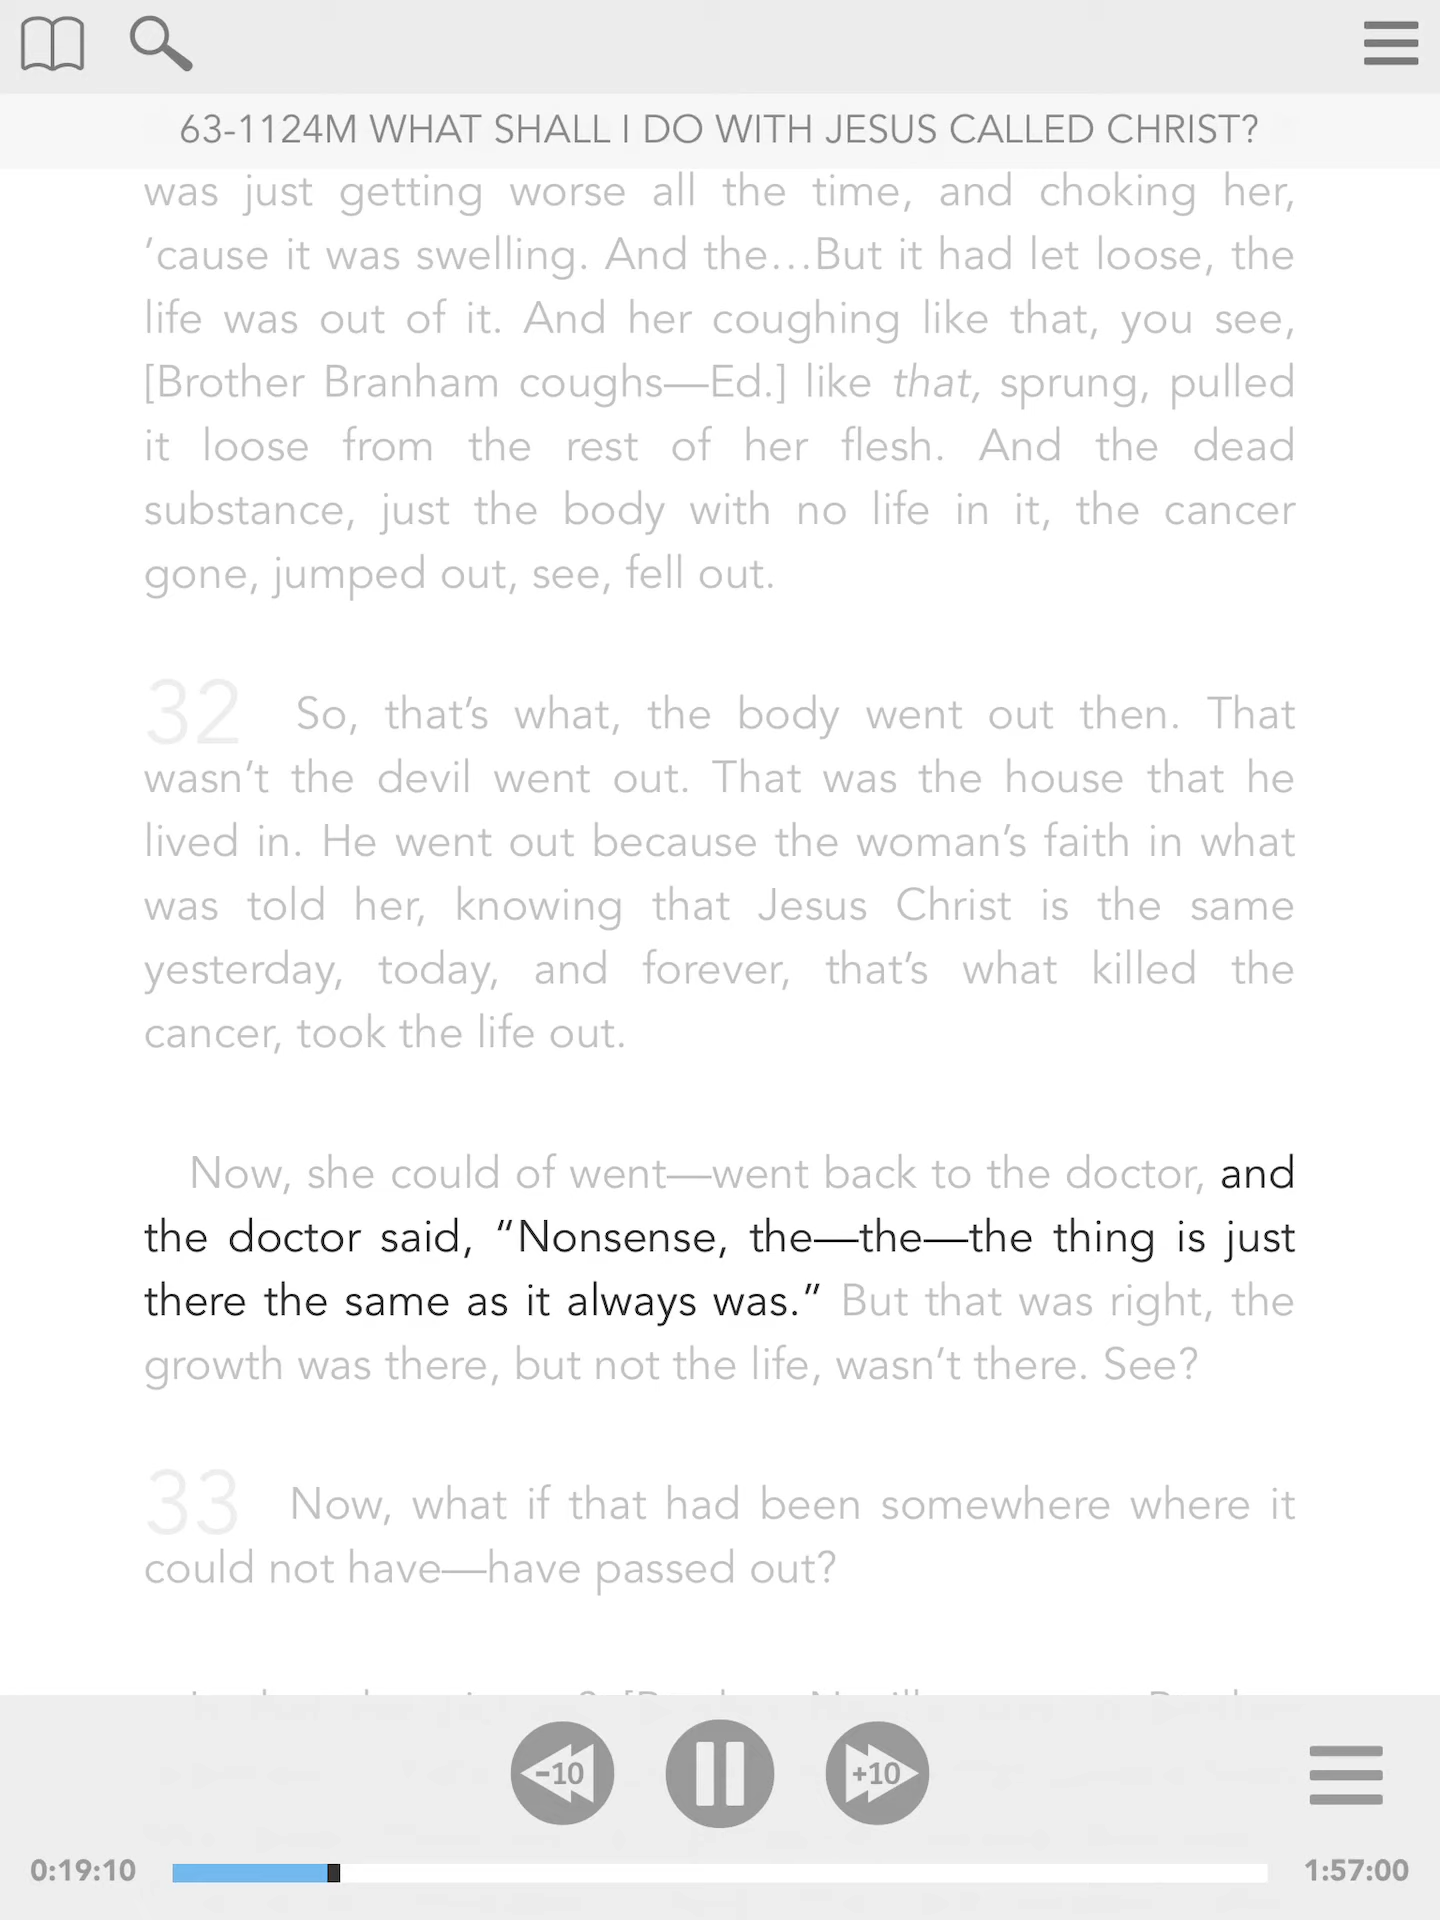 63-1124M WHAT SHALL I DO WITH JESUS CALLED CHRIST?
was just getting worse all the time, and choking her,
’cause it was swelling. And the…But it had let loose, the
life was out of it. And her coughing like that, you see,
[Brother Branham coughs—Ed.] like that, sprung, pulled
it loose from the rest of her flesh. And the dead
substance, just the body with no life in it, the cancer
gone, jumped out, see, fell out.
32 So, that’s what, the body went out then. That
wasn’t the devil went out. That was the house that he
lived in. He went out because the woman’s faith in what
was told her, knowing that Jesus Christ is the same
yesterday, today, and forever, that’s what killed the
cancer, took the life out.
Now, she could of went—went back to the doctor, and
the doctor said, “Nonsense, the—the—the thing is just
there the same as it always was.” But that was right, the
growth was there, but not the life, wasn’t there. See?
33 Now, what if that had been somewhere where it
could not have—have passed out?
-10 +10
0:19:10 1:57:00